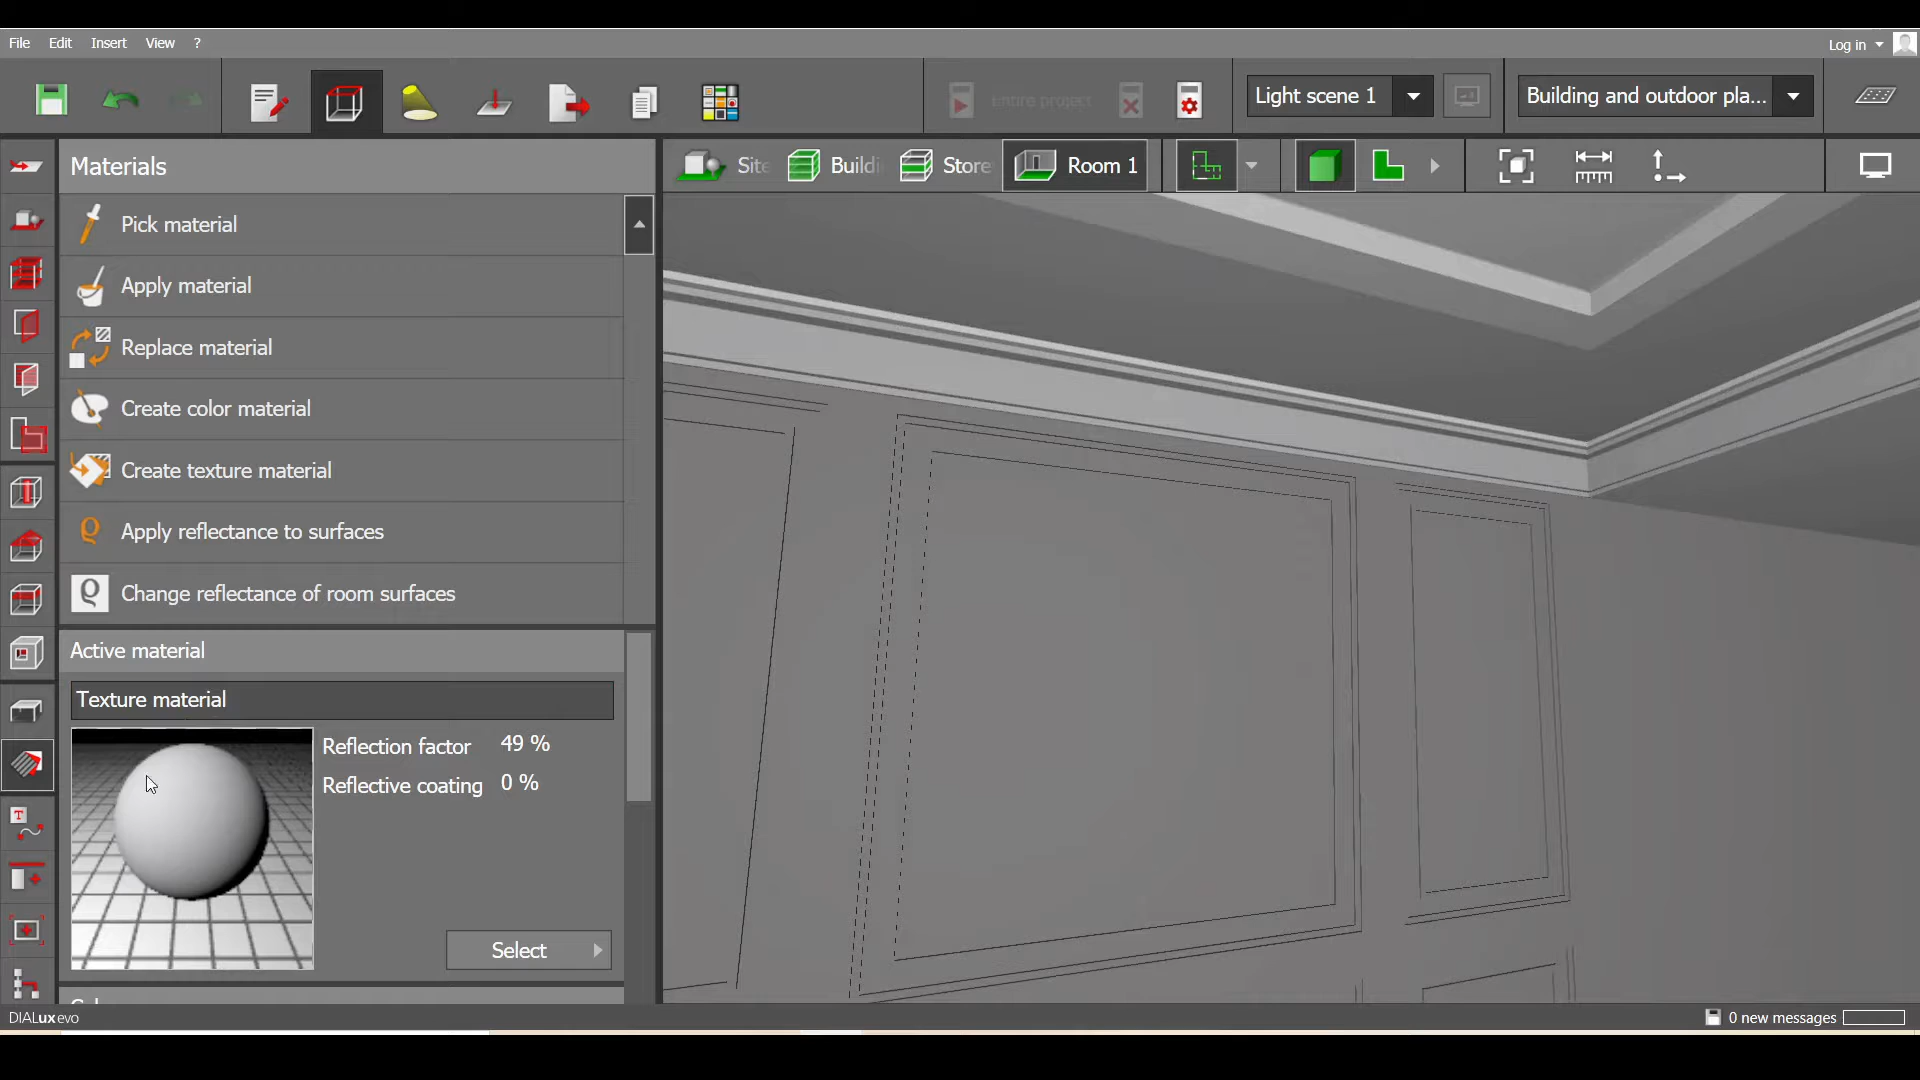 File Edit Insert View ?
Log in
Entire project
Light scene 1
Building and outdoor pla...
Materials
Site
Buildi
Store
Room 1
Pick material
Apply material
Replace material
Create color material
Create texture material
Apply reflectance to surfaces
Change reflectance of room surfaces
Active material
Texture material
Reflection factor 49 %
Reflective coating 0 %
Select
DIALux evo
0 new messages